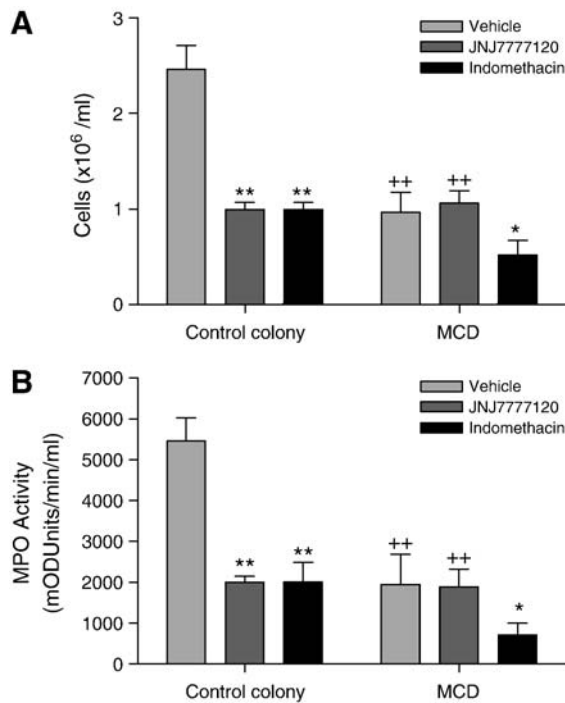 A
Cells (x10⁶ /ml)
3
2
1
0
Vehicle
JNJ7777120
Indomethacin
**
**
++
++
*
Control colony
MCD
B
MPO Activity
(mODUnits/min/ml)
7000
6000
5000
4000
3000
2000
1000
0
Vehicle
JNJ7777120
Indomethacin
**
**
++
++
*
Control colony
MCD